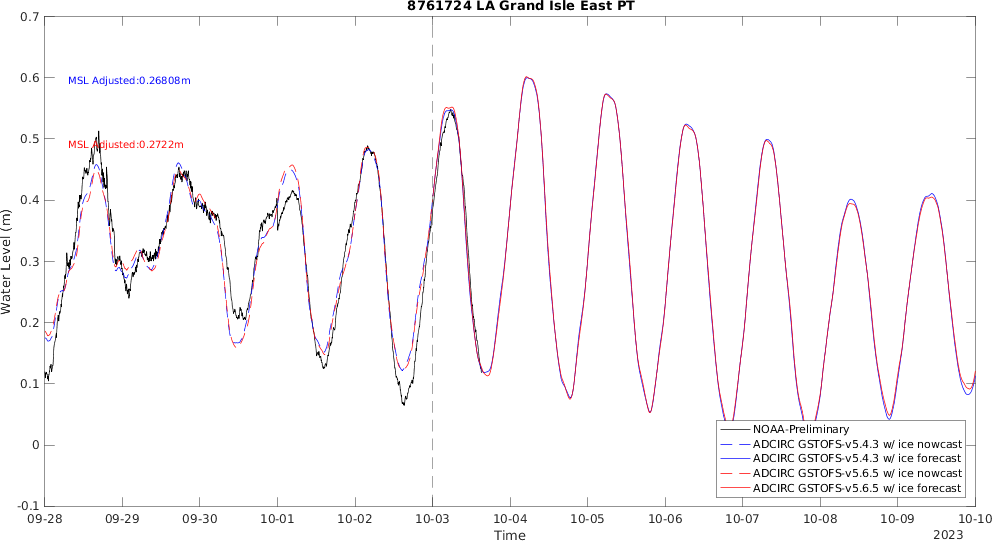 8761724 LA Grand Isle East PT
0.7
0.6
0.5
0.4
0.3
0.2
0.1
0
-0.1
Water Level (m)
MSL Adjusted:0.26808m
MSL Adjusted:0.2722m
NOAA-Preliminary
ADCIRC GSTOFS-v5.4.3 w/ ice nowcast
ADCIRC GSTOFS-v5.4.3 w/ ice forecast
ADCIRC GSTOFS-v5.6.5 w/ ice nowcast
ADCIRC GSTOFS-v5.6.5 w/ ice forecast
09-28 09-29 09-30 10-01 10-02 10-03 10-04 10-05 10-06 10-07 10-08 10-09 10-10
Time
2023